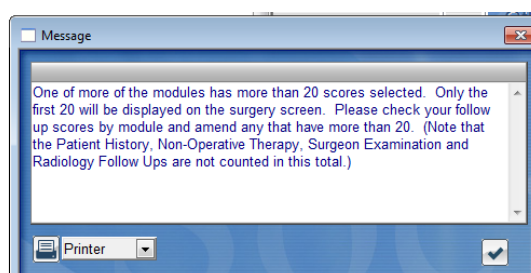 Message
One of more of the modules has more than 20 scores selected.  Only the
first 20 will be displayed on the surgery screen.  Please check your follow
up scores by module and amend any that have more than 20.  (Note that
the Patient History, Non-Operative Therapy, Surgeon Examination and
Radiology Follow Ups are not counted in this total.)
Printer